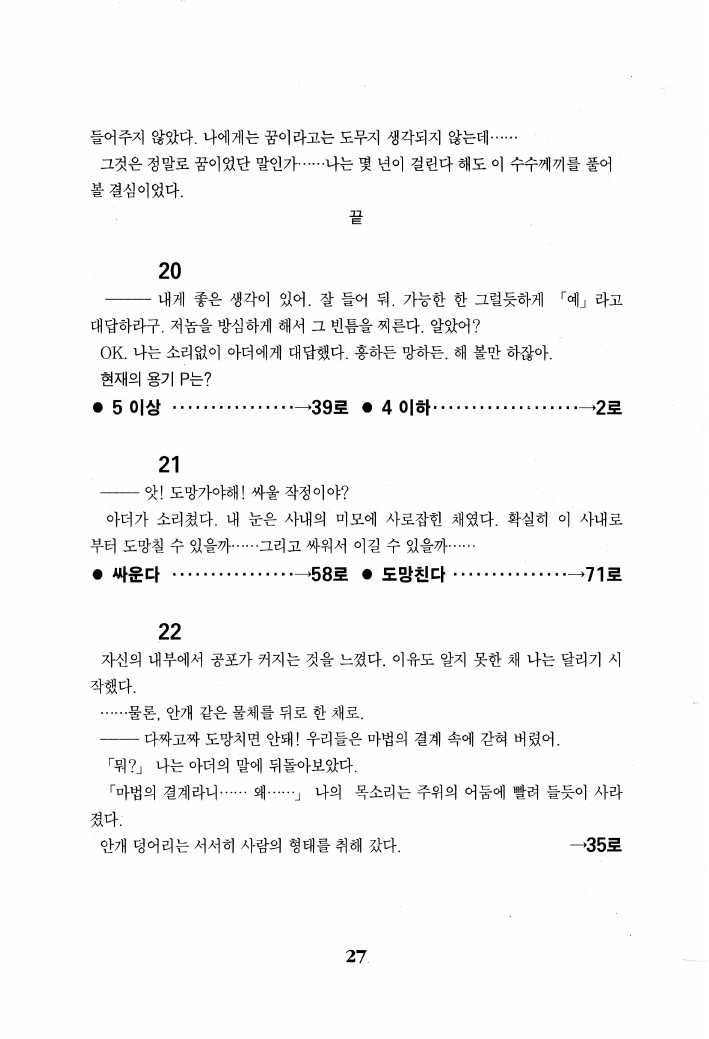 들어주지 않았다. 나에게는 꿈이라고는 도무지 생각되지 않는데……
그것은 정말로 꿈이었단 말인가……나는 몇 년이 걸린다 해도 이 수수께끼를 풀어
볼 결심이었다.
끝
20
——— 내게 좋은 생각이 있어. 잘 들어 둬. 가능한 한 그럴듯하게 「예」라고
대답하라구. 저놈을 방심하게 해서 그 빈틈을 찌른다. 알았어?
OK. 나는 소리없이 아더에게 대답했다. 흥하든 망하든. 해 볼만 하잖아.
현재의 용기 P는?
● 5 이상 ················→39로 ● 4 이하···················→2로
21
——— 앗! 도망가야해! 싸울 작정이야?
아더가 소리쳤다. 내 눈은 사내의 미모에 사로잡힌 채였다. 확실히 이 사내로
부터 도망칠 수 있을까……그리고 싸워서 이길 수 있을까……
● 싸운다 ················→58로 ● 도망친다 ···············→71로
22
자신의 내부에서 공포가 커지는 것을 느꼈다. 이유도 알지 못한 채 나는 달리기 시
작했다.
……물론, 안개 같은 물체를 뒤로 한 채로.
——— 다짜고짜 도망치면 안돼! 우리들은 마법의 결계 속에 갇혀 버렸어.
「뭐?」 나는 아더의 말에 뒤돌아보았다.
「마법의 결계라니…… 왜……」 나의 목소리는 주위의 어둠에 빨려 들듯이 사라
졌다.
안개 덩어리는 서서히 사람의 형태를 취해 갔다. →35로
27